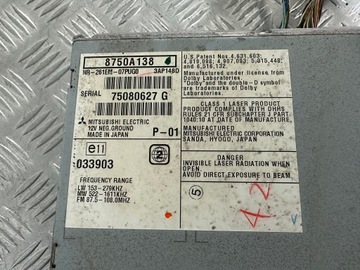 8750A138
NR-261EM-07PUG0 3AP148D
SERIAL 75080627 G
MITSUBISHI ELECTRIC
12V NEG.GROUND P-01
MADE IN JAPAN
e11
033903
2
FREQUENCY RANGE
LW 153-279KHZ
MW 522-1611KHZ
FM 87.5-108.0MHZ
U.S. Patent Nos. 4,631,603;
4,819,098; 4,907,093; 5,315,448;
and 6,516,132.
Manufactured under license from
Dolby Laboratories.
"Dolby" and the double-D symbol
are trademarks of Dolby Laboratories.
CLASS 1 LASER PRODUCT
PRODUCT COMPLIES WITH DHHS
RULES 21 CFR SUBCHAPTER J PART
1040:10 AT DATE OF MANUFACTURE.
MITSUBISHI ELECTRIC CORPORATION
SANDA, HYOGO, JAPAN
DANGER
INVISIBLE LASER RADIATION WHEN
OPEN.
AVOID DIRECT EXPOSURE TO BEAM
5
42